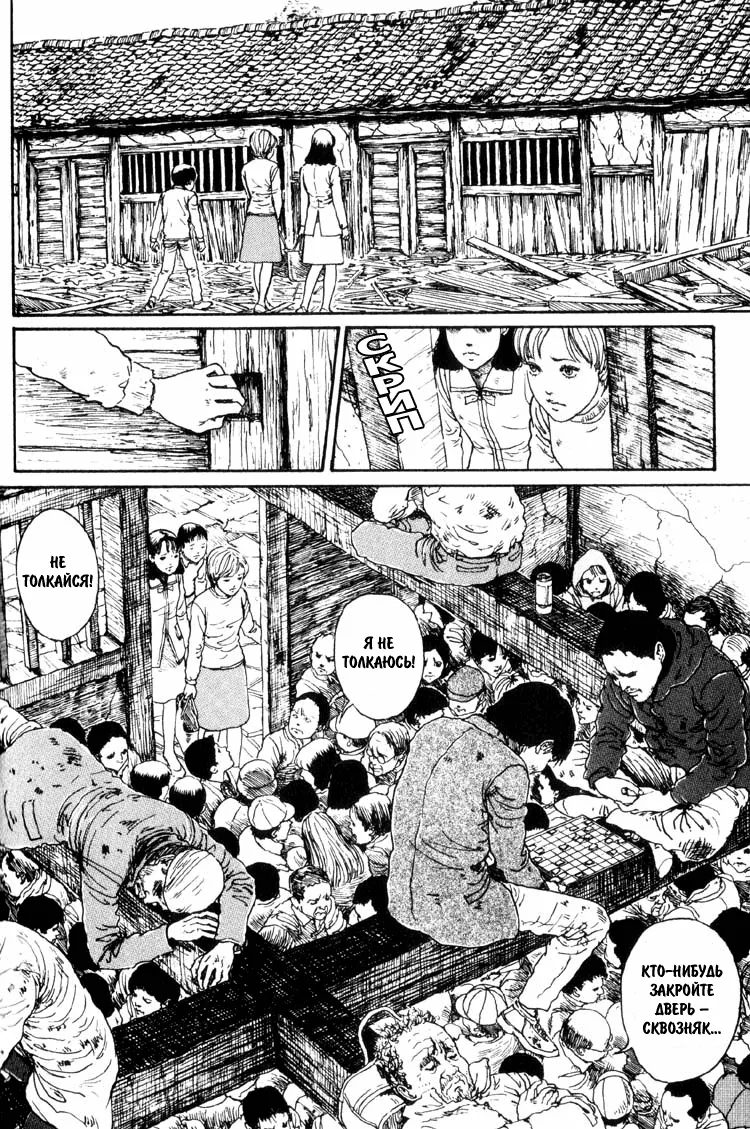 СКРИП
НЕ
ТОЛКАЙСЯ!
Я НЕ
ТОЛКАЮСЬ!
КТО-НИБУДЬ
ЗАКРОЙТЕ
ДВЕРЬ –
СКВОЗНЯК...